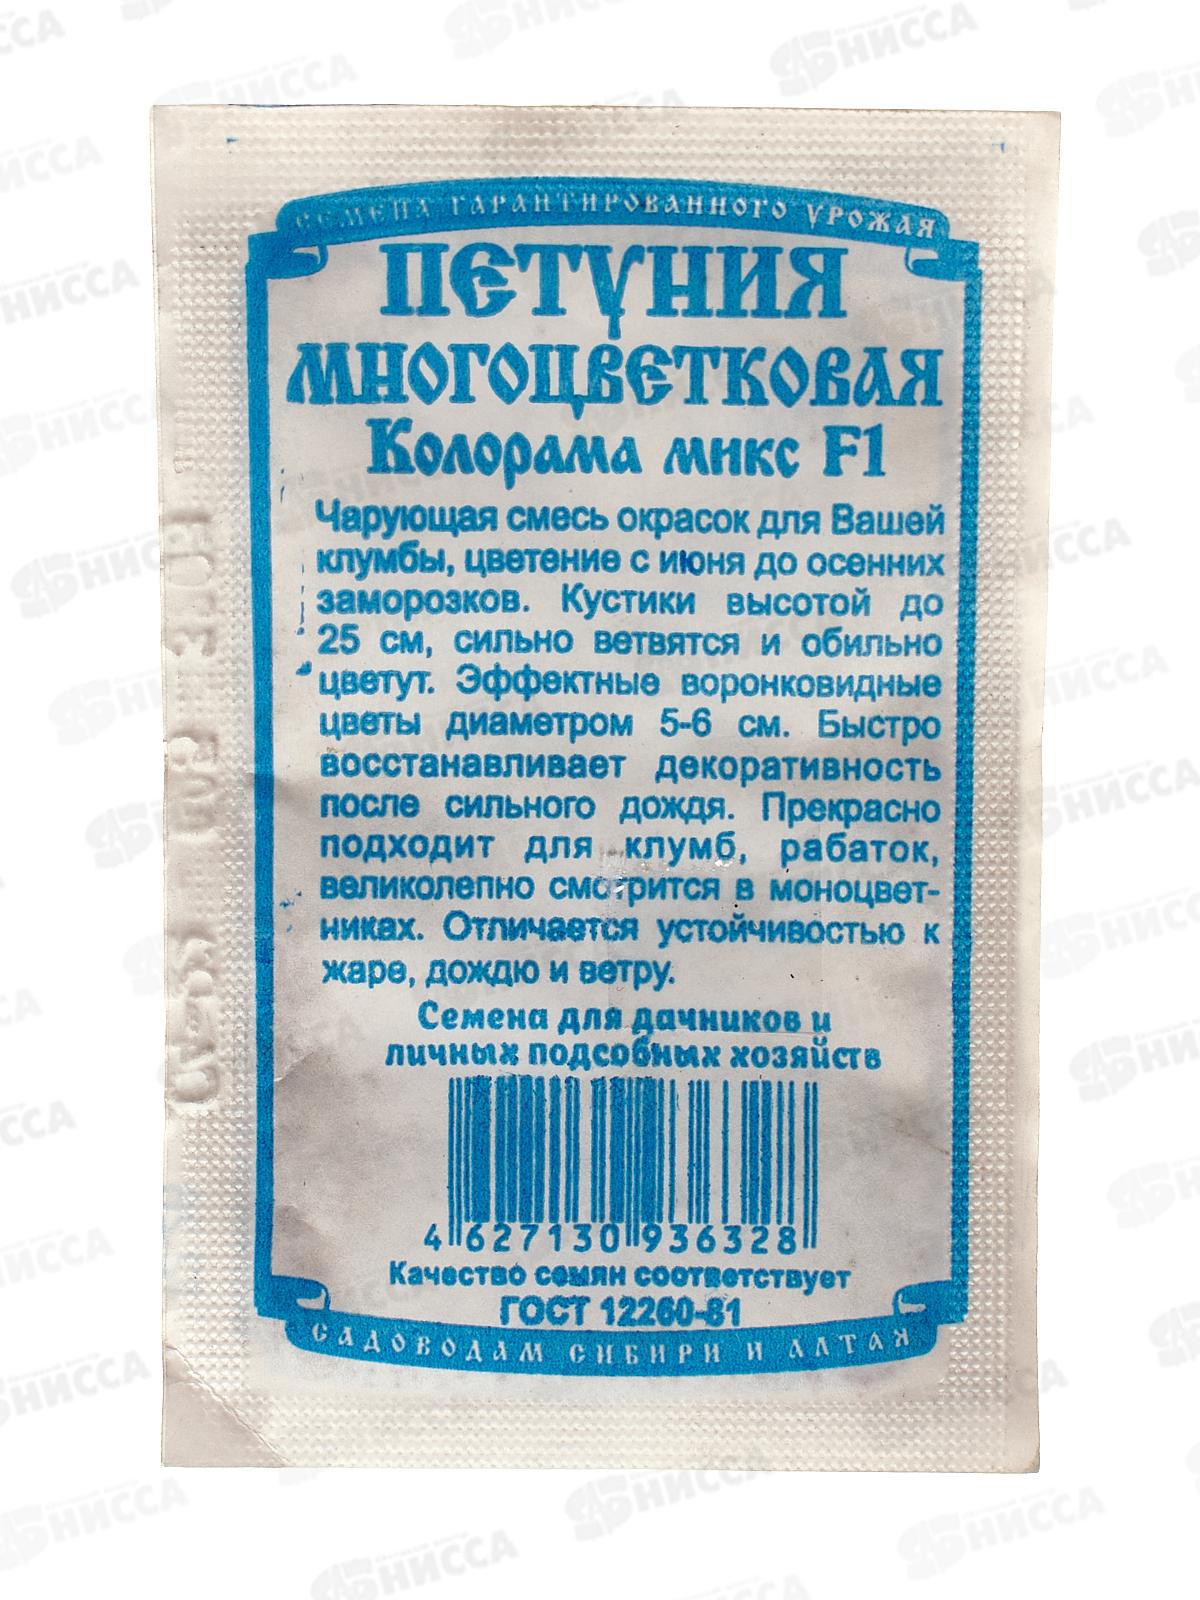 СЕМЕНА ГАРАНТИРОВАННОГО УРОЖАЯ
ПЕТУНИЯ
МНОГОЦВЕТКОВАЯ
Колорама микс F1
Чарующая смесь окрасок для Вашей
клумбы, цветение с июня до осенних
заморозков. Кустики высотой до
25 см, сильно ветвятся и обильно
цветут. Эффектные воронковидные
цветы диаметром 5-6 см. Быстро
восстанавливает декоративность
после сильного дождя. Прекрасно
подходит для клумб, рабаток,
великолепно смотрится в моноцвет-
никах. Отличается устойчивостью к
жаре, дождю и ветру.
Семена для дачников и
личных подсобных хозяйств
4 627130 936328
Качество семян соответствует
ГОСТ 12260-81
САДОВОДАМ СИБИРИ И АЛТАЯ